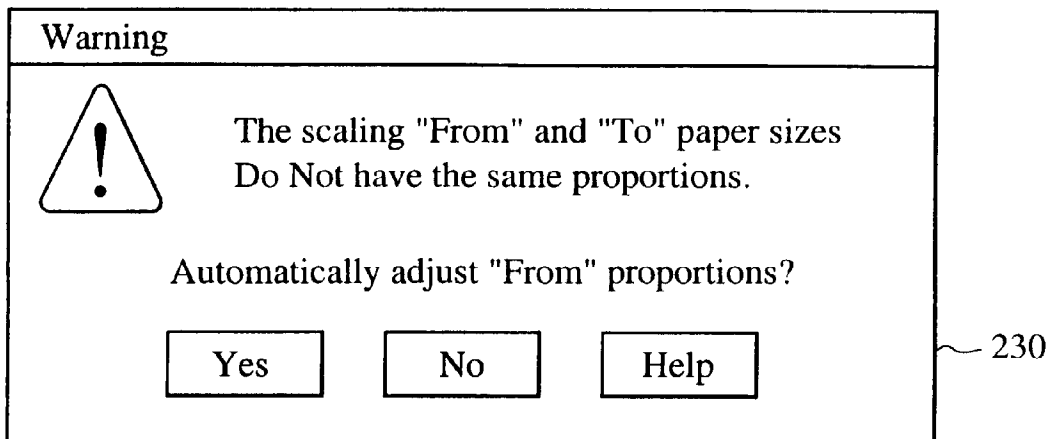 Warning
The scaling "From" and "To" paper sizes
Do Not have the same proportions.
Automatically adjust "From" proportions?
Yes No Help
230